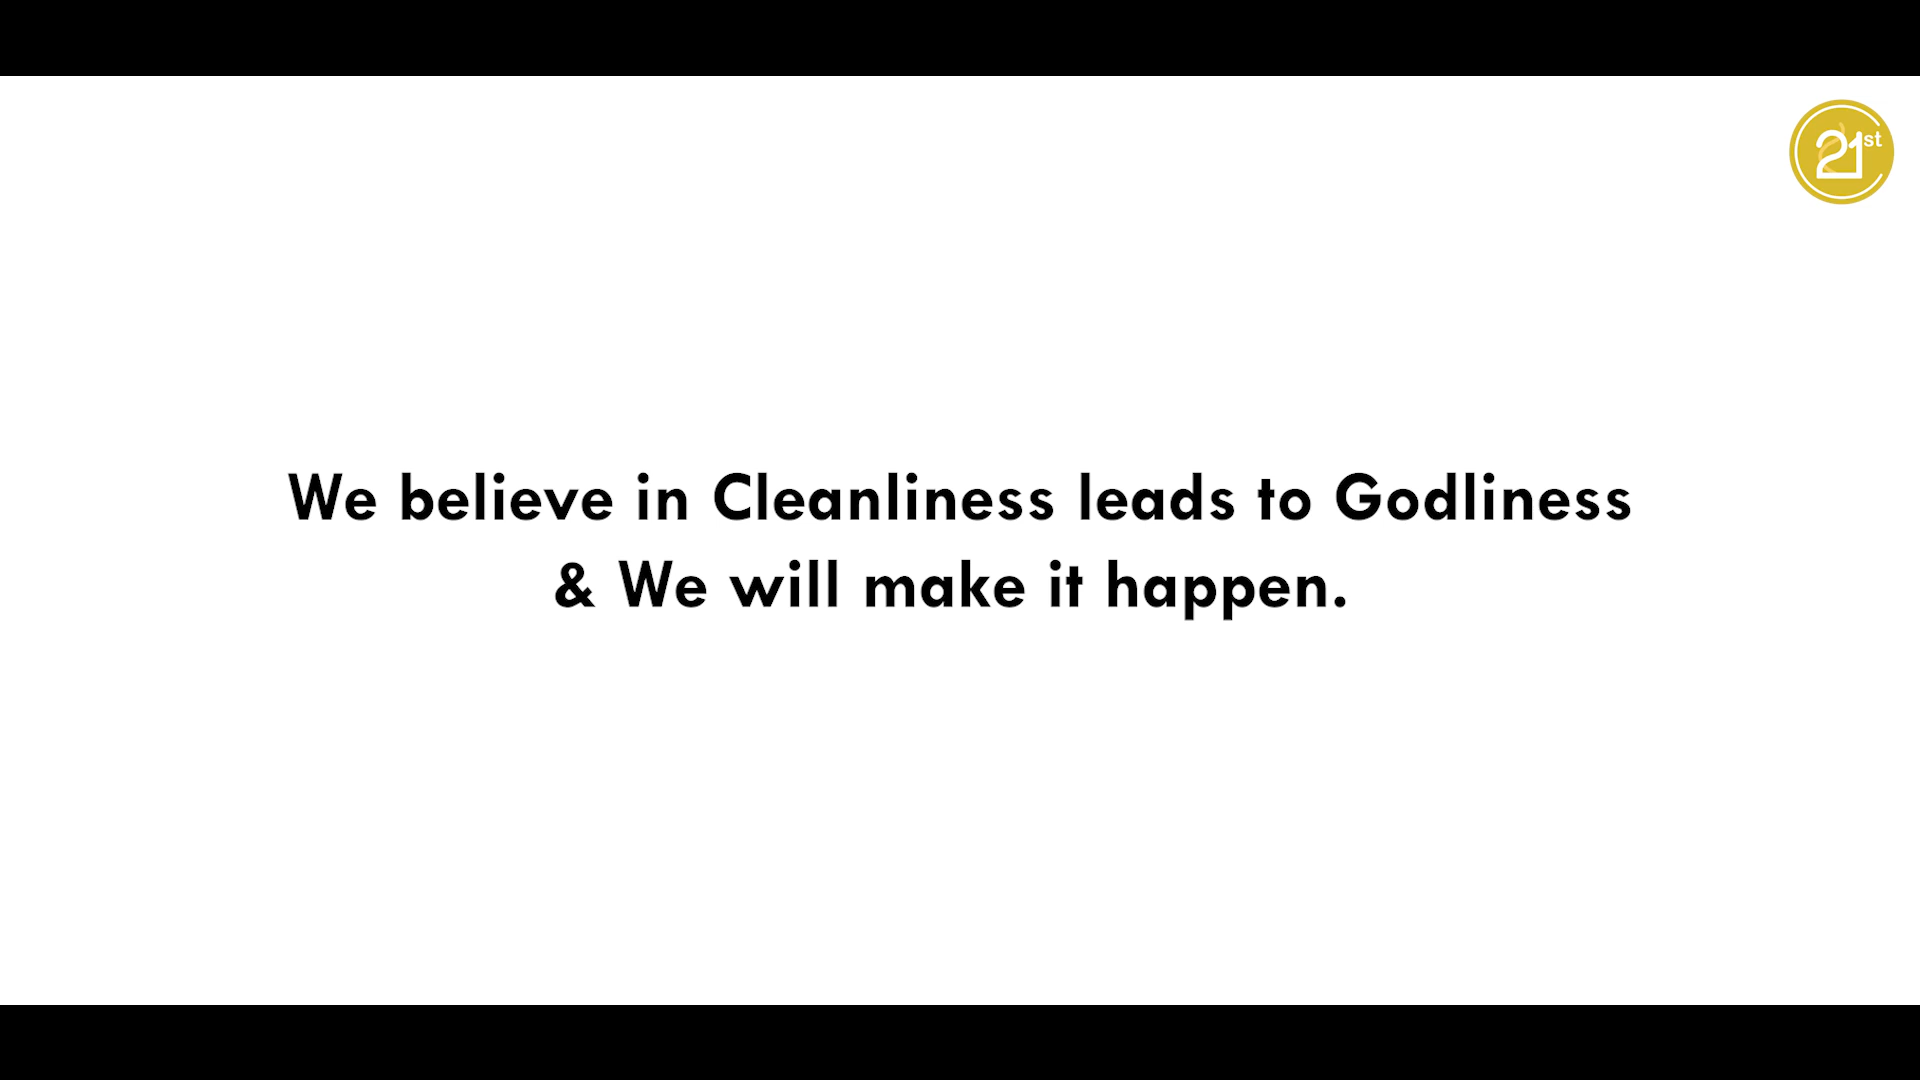 21st
We believe in Cleanliness leads to Godliness
& We will make it happen.